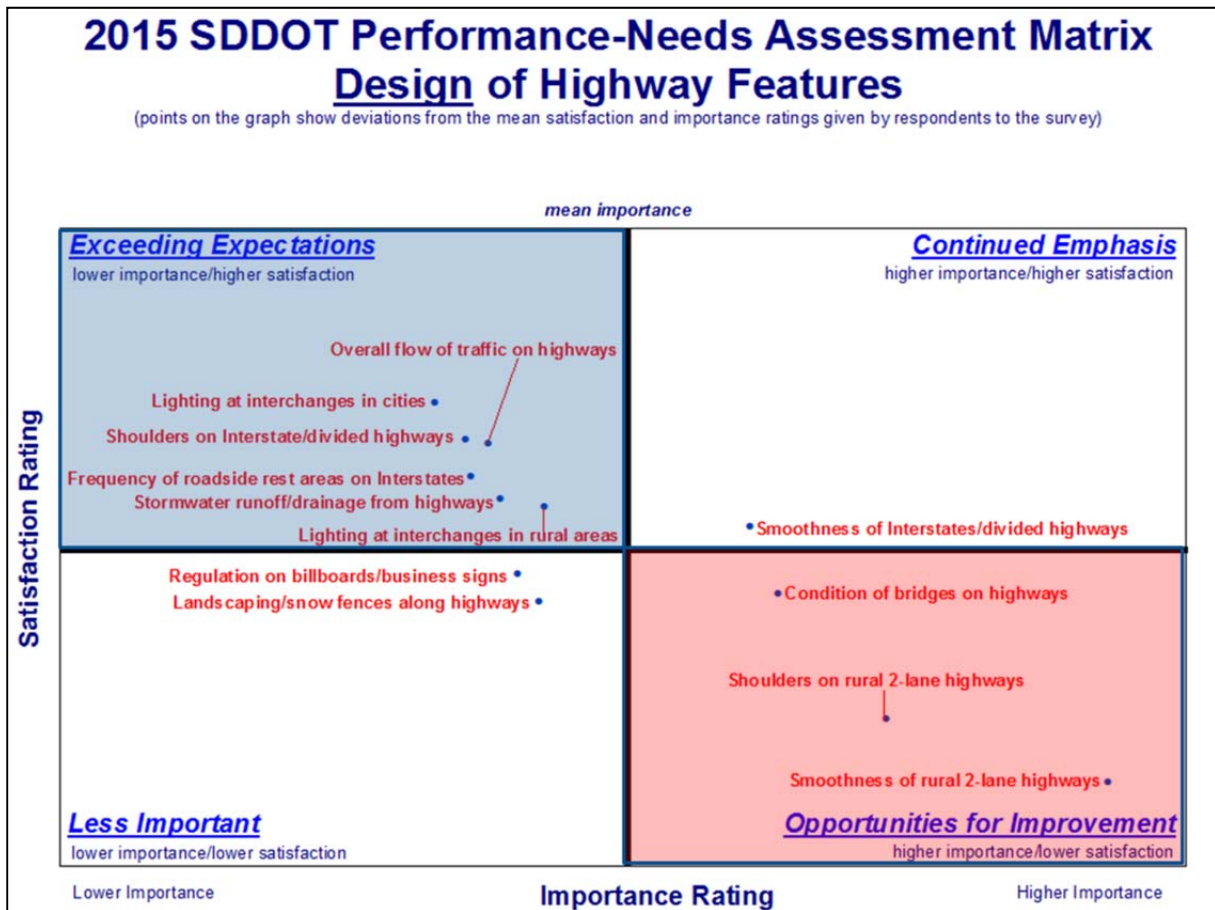 2015 SDDOT Performance-Needs Assessment Matrix
Design of Highway Features
(points on the graph show deviations from the mean satisfaction and importance ratings given by respondents to the survey)
mean importance
Exceeding Expectations
lower importance/higher satisfaction
Continued Emphasis
higher importance/higher satisfaction
Overall flow of traffic on highways
Lighting at interchanges in cities
Shoulders on Interstate/divided highways
Frequency of roadside rest areas on Interstates
Stormwater runoff/drainage from highways
Lighting at interchanges in rural areas
Smoothness of Interstates/divided highways
Satisfaction Rating
Regulation on billboards/business signs
Landscaping/snow fences along highways
Condition of bridges on highways
Shoulders on rural 2-lane highways
Smoothness of rural 2-lane highways
Less Important
lower importance/lower satisfaction
Opportunities for Improvement
higher importance/lower satisfaction
Lower Importance
Importance Rating
Higher Importance